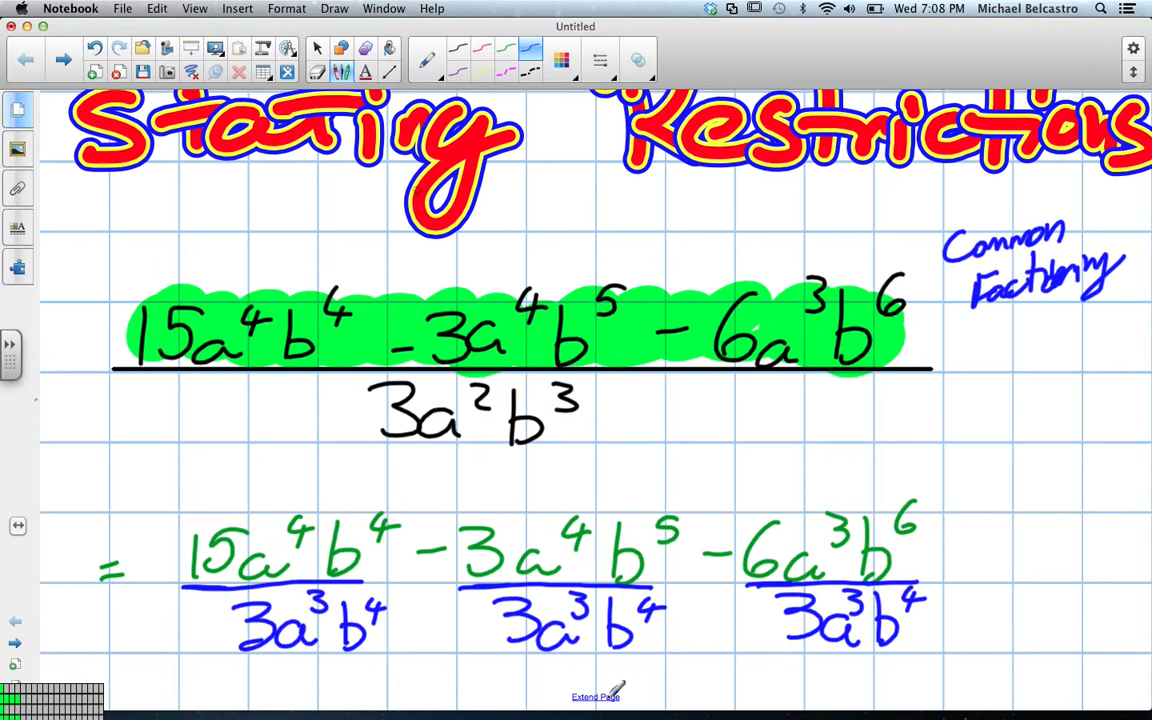 Notebook File Edit View Insert Format Draw Window Help Wed 7:08 PM Michael Belcastro
Untitled
Stating Restrictions
Common
Factoring
15a⁴b⁴ - 3a⁴b⁵ - 6a³b⁶
3a²b³
= 15a⁴b⁴ - 3a⁴b⁵ - 6a³b⁶
3a³b⁴ 3a³b⁴ 3a³b⁴
Extend Page